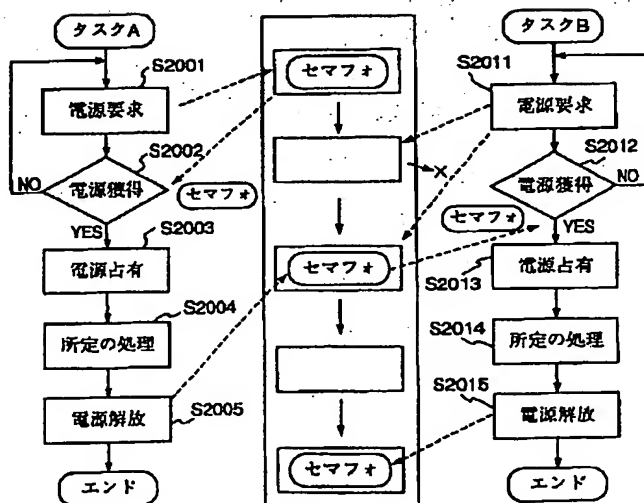 タスクA
S2001
電源要求
S2002
電源獲得
NO
YES
S2003
電源占有
S2004
所定の処理
電源解放
S2005
エンド
セマフォ
セマフォ
×
セマフォ
セマフォ
セマフォ
タスクB
S2011
電源要求
S2012
電源獲得
NO
YES
電源占有
S2013
S2014
所定の処理
S2015
電源解放
エンド